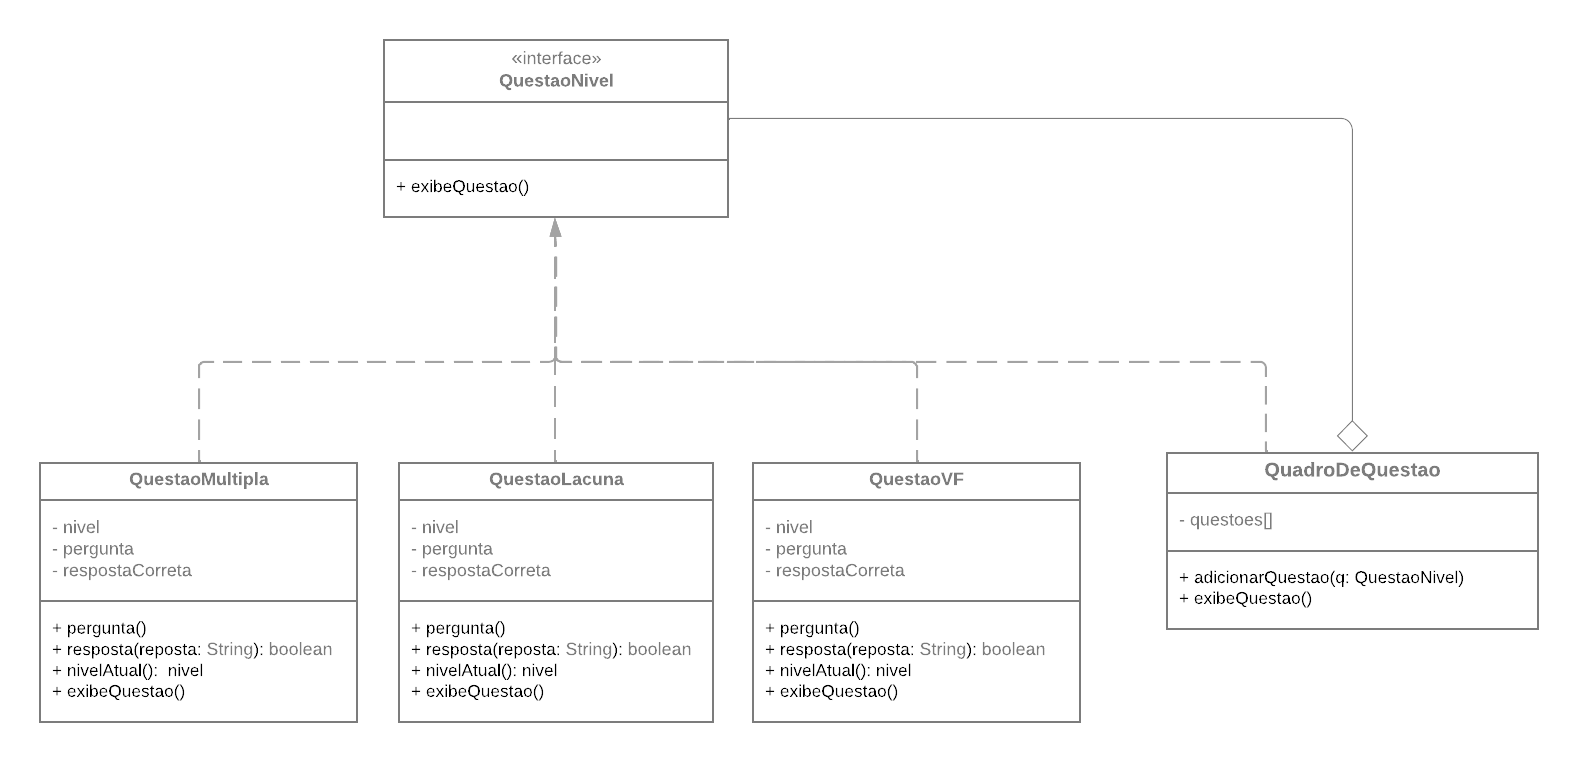 «interface»
QuestaoNivel
+ exibeQuestao()
QuestaoMultipla
- nivel
- pergunta
- respostaCorreta
+ pergunta()
+ resposta(reposta: String): boolean
+ nivelAtual():  nivel
+ exibeQuestao()
QuestaoLacuna
- nivel
- pergunta
- respostaCorreta
+ pergunta()
+ resposta(reposta: String): boolean
+ nivelAtual(): nivel
+ exibeQuestao()
QuestaoVF
- nivel
- pergunta
- respostaCorreta
+ pergunta()
+ resposta(reposta: String): boolean
+ nivelAtual(): nivel
+ exibeQuestao()
QuadroDeQuestao
- questoes[]
+ adicionarQuestao(q: QuestaoNivel)
+ exibeQuestao()